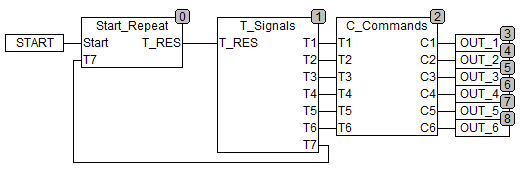 Start_Repeat 0 T_Signals 1 C_Commands 2
START Start T_RES T_RES T1 T1 C1 OUT_1 3
T7 T2 T2 C2 OUT_2 4
T3 T3 C3 OUT_3 5
T4 T4 C4 OUT_4 6
T5 T5 C5 OUT_5 7
T6 T6 C6 OUT_6 8
T7